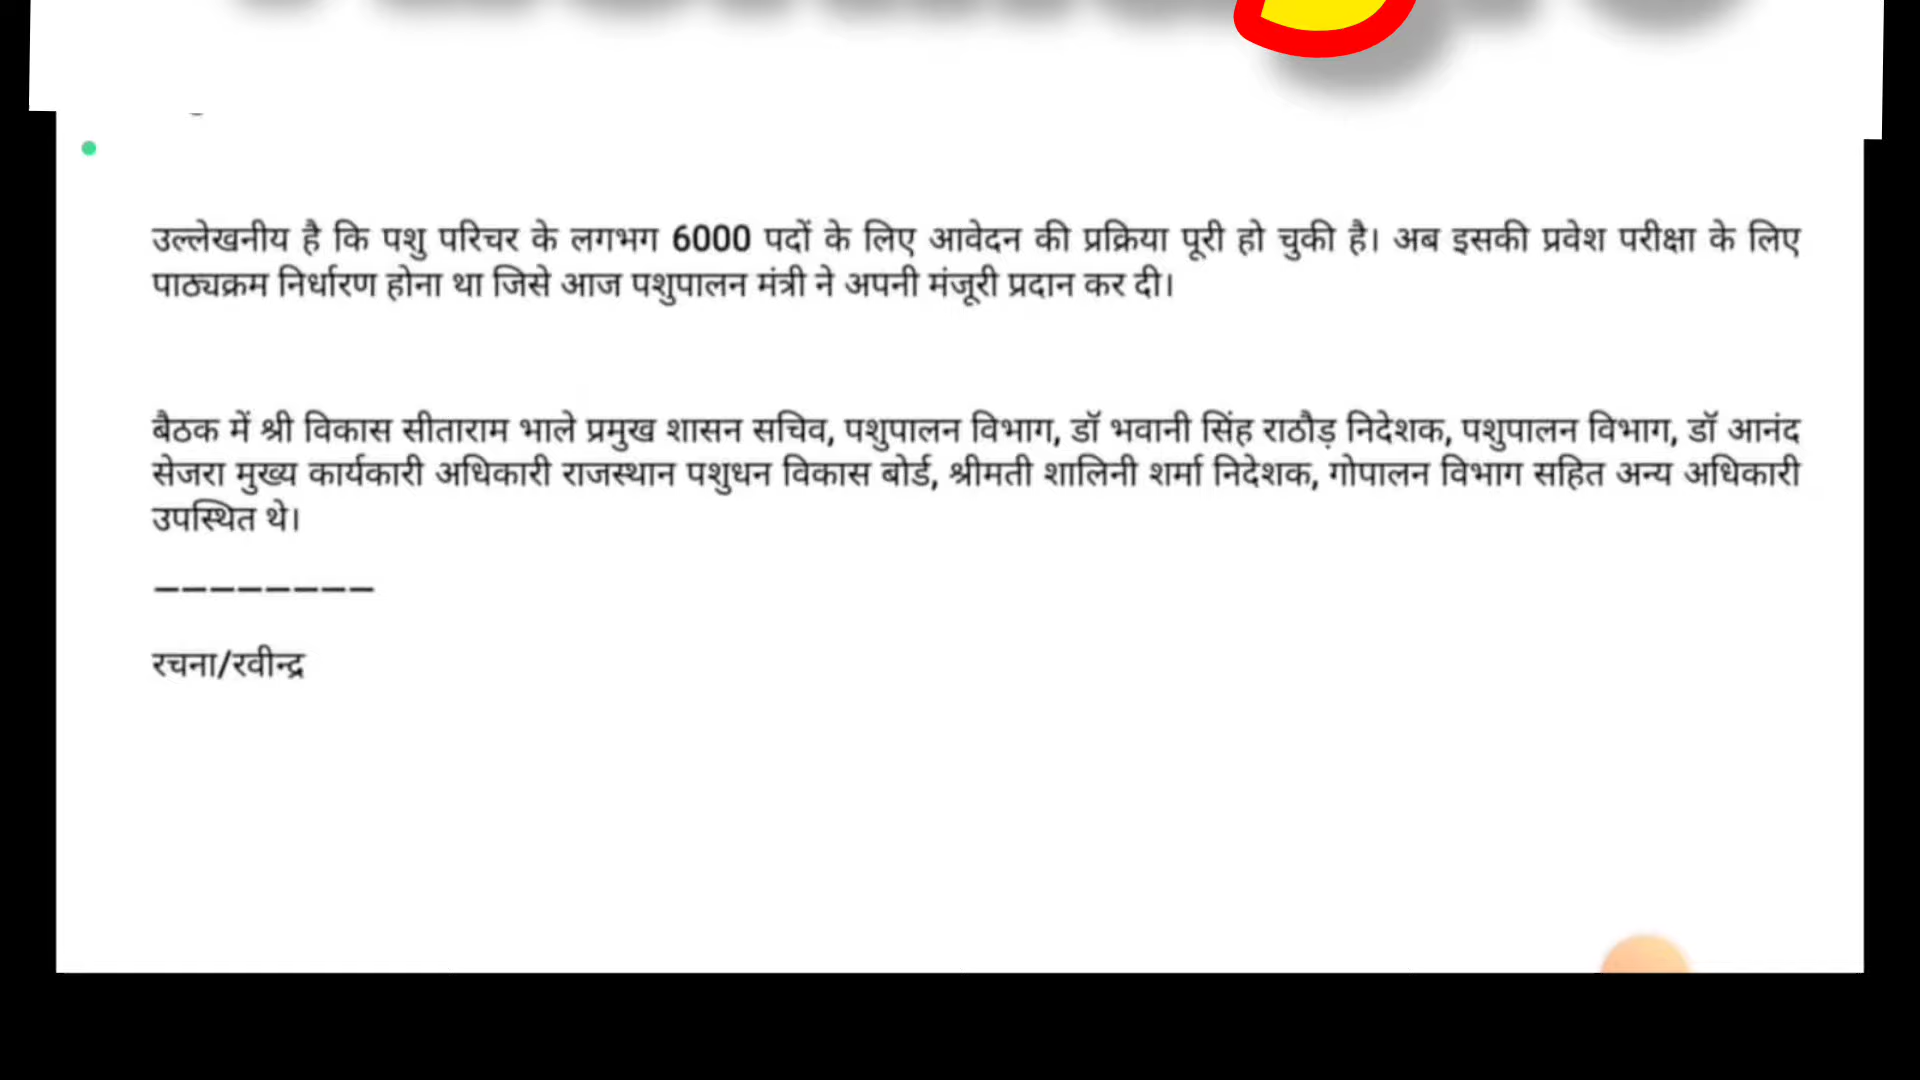 उल्लेखनीय है कि पशु परिचर के लगभग 6000 पदों के लिए आवेदन की प्रक्रिया पूरी हो चुकी है। अब इसकी प्रवेश परीक्षा के लिए
पाठ्यक्रम निर्धारण होना था जिसे आज पशुपालन मंत्री ने अपनी मंजूरी प्रदान कर दी।
बैठक में श्री विकास सीताराम भाले प्रमुख शासन सचिव, पशुपालन विभाग, डॉ भवानी सिंह राठौड़ निदेशक, पशुपालन विभाग, डॉ आनंद
सेजरा मुख्य कार्यकारी अधिकारी राजस्थान पशुधन विकास बोर्ड, श्रीमती शालिनी शर्मा निदेशक, गोपालन विभाग सहित अन्य अधिकारी
उपस्थित थे।
————————
रचना/रवीन्द्र